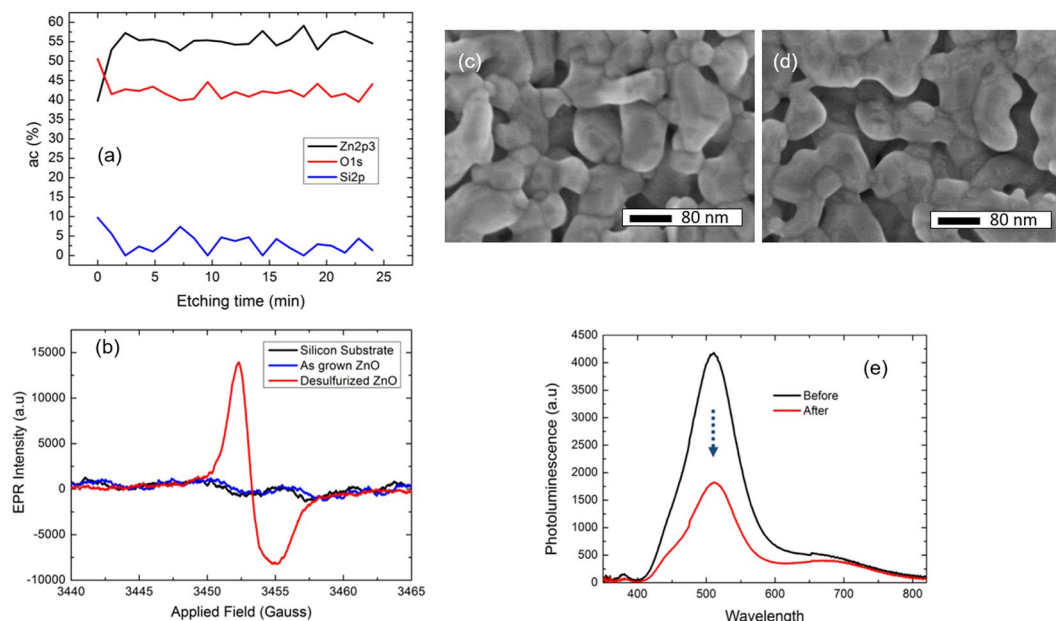 60
55
50
45
40
35
30
25
20
15
10
5
0
ac (%)
(a)
Zn2p3
O1s
Si2p
0 5 10 15 20 25
Etching time (min)
(c)
80 nm
(d)
80 nm
15000
10000
5000
0
-5000
-10000
EPR Intensity (a.u)
(b)
Silicon Substrate
As grown ZnO
Desulfurized ZnO
3440 3445 3450 3455 3460 3465
Applied Field (Gauss)
4500
4000
3500
3000
2500
2000
1500
1000
500
0
Photoluminescence (a.u)
(e)
Before
After
400 500 600 700 800
Wavelength